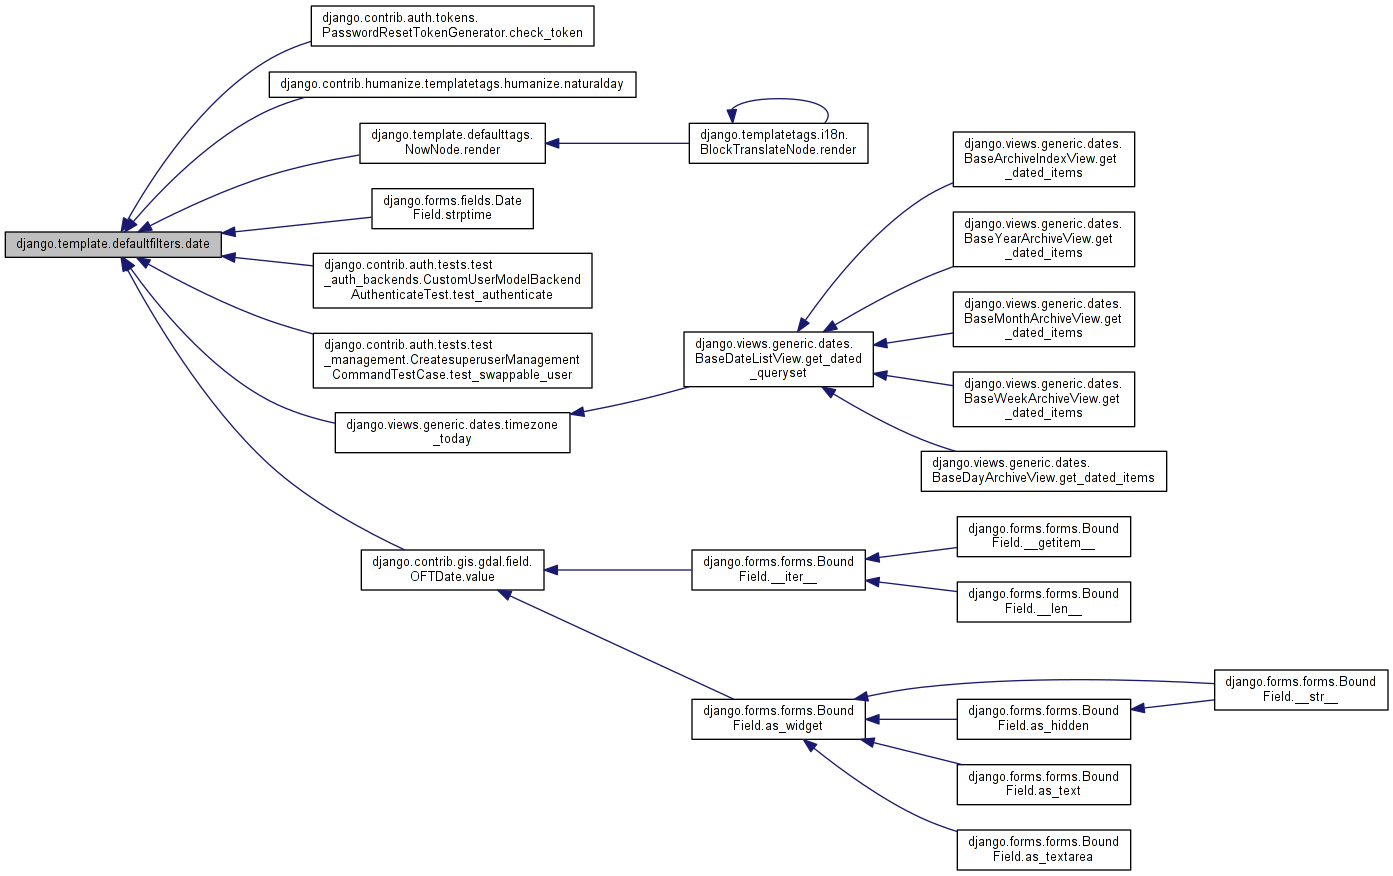 django.contrib.auth.tokens.
PasswordResetTokenGenerator.check_token
django.contrib.humanize.templatetags.humanize.naturalday
django.template.defaulttags.
NowNode.render
django.templatetags.i18n.
BlockTranslateNode.render
django.views.generic.dates.
BaseArchiveIndexView.get
_dated_items
django.forms.fields.Date
Field.strptime
django.views.generic.dates.
BaseYearArchiveView.get
_dated_items
django.template.defaultfilters.date
django.contrib.auth.tests.test
_auth_backends.CustomUserModelBackend
AuthenticateTest.test_authenticate
django.views.generic.dates.
BaseMonthArchiveView.get
_dated_items
django.contrib.auth.tests.test
_management.CreatesuperuserManagement
CommandTestCase.test_swappable_user
django.views.generic.dates.
BaseDateListView.get_dated
_queryset
django.views.generic.dates.
BaseWeekArchiveView.get
_dated_items
django.views.generic.dates.timezone
_today
django.views.generic.dates.
BaseDayArchiveView.get_dated_items
django.contrib.gis.gdal.field.
OFTDate.value
django.forms.forms.Bound
Field.__iter__
django.forms.forms.Bound
Field.__getitem__
django.forms.forms.Bound
Field.__len__
django.forms.forms.Bound
Field.as_widget
django.forms.forms.Bound
Field.as_hidden
django.forms.forms.Bound
Field.__str__
django.forms.forms.Bound
Field.as_text
django.forms.forms.Bound
Field.as_textarea